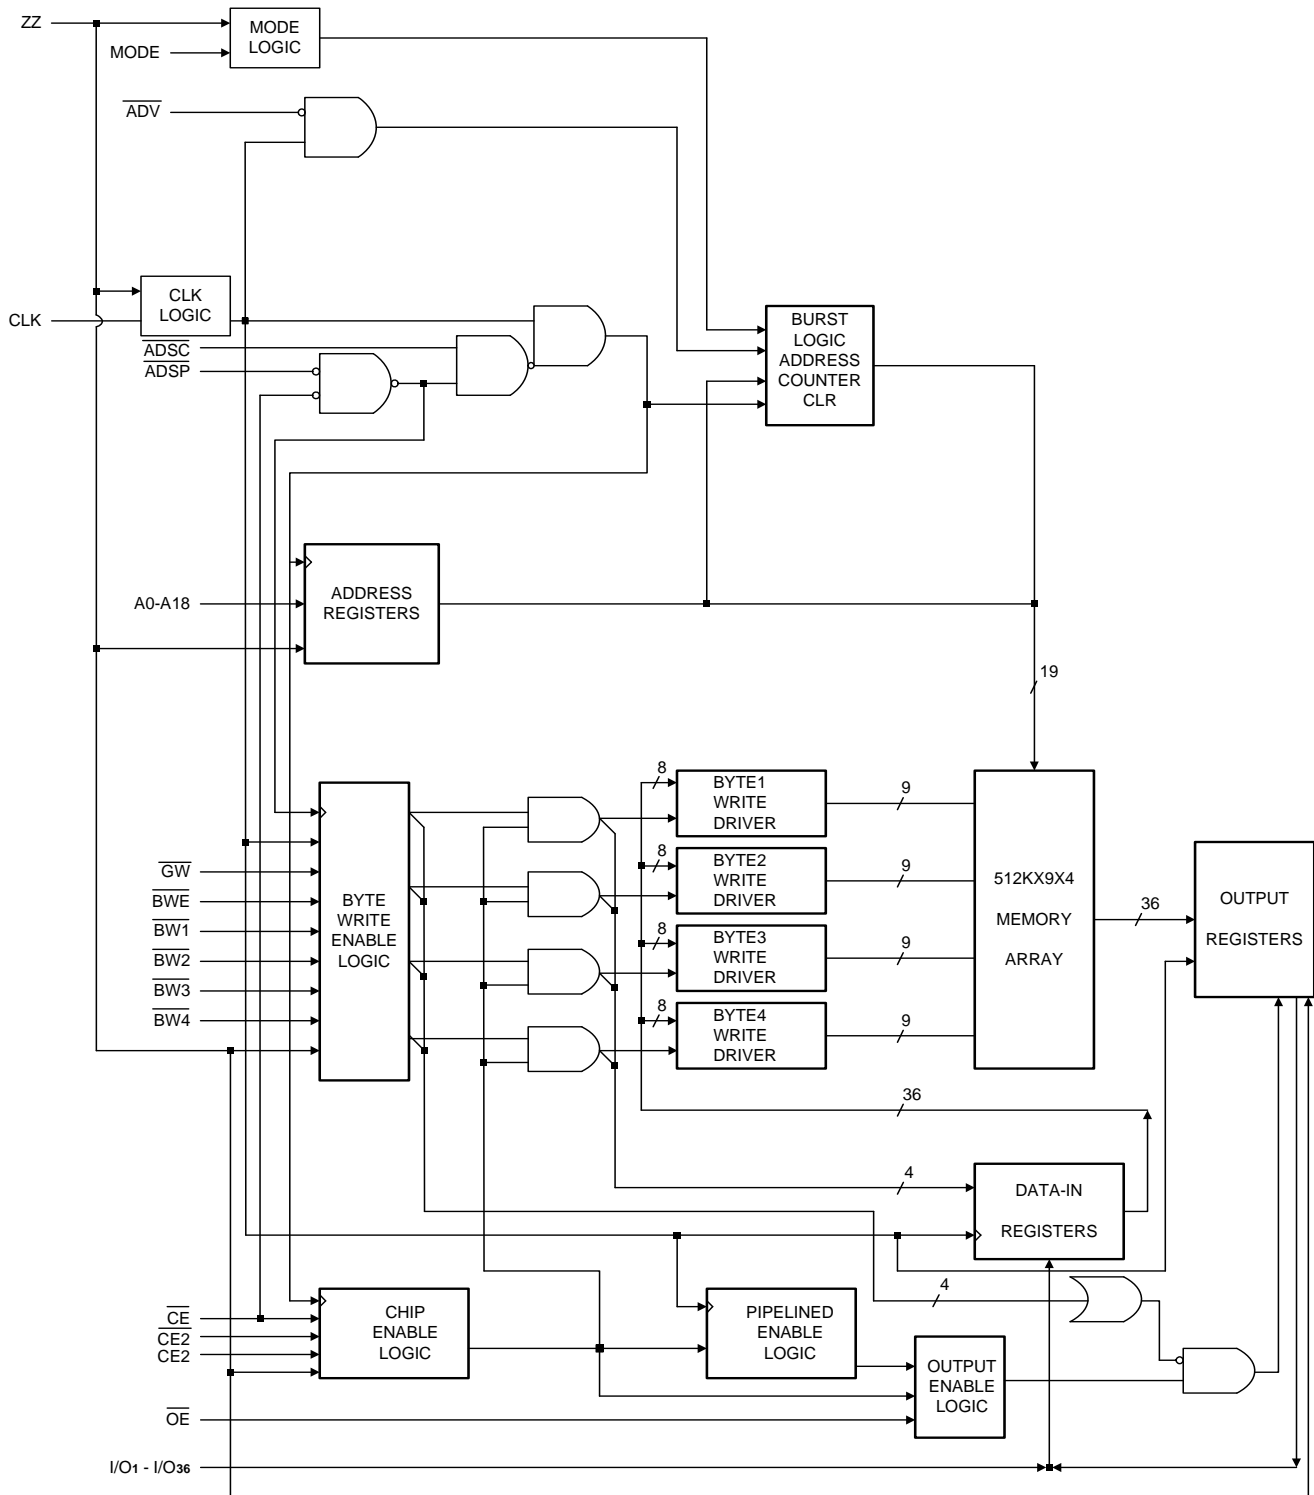 ZZ
MODE
LOGIC
MODE
ADV
CLK
LOGIC
CLK
ADSC
ADSP
BURST
LOGIC
ADDRESS
COUNTER
CLR
ADDRESS
REGISTERS
A0-A18
19
8
BYTE1
WRITE
DRIVER
9
8
BYTE2
WRITE
DRIVER
9
8
BYTE3
WRITE
DRIVER
9
8
BYTE4
WRITE
DRIVER
9
GW
BWE
BW1
BW2
BW3
BW4
BYTE
WRITE
ENABLE
LOGIC
512KX9X4
MEMORY
ARRAY
36
OUTPUT
REGISTERS
36
4
DATA-IN
REGISTERS
4
CE
CE2
CE2
CHIP
ENABLE
LOGIC
PIPELINED
ENABLE
LOGIC
OUTPUT
ENABLE
LOGIC
OE
I/O1 - I/O36